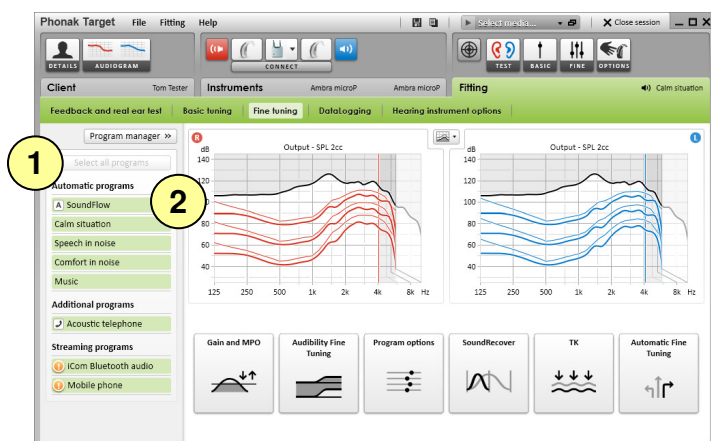 Phonak Target File Fitting Help
Select media... Close session
DETAILS AUDIOGRAM CONNECT TEST BASIC FINE OPTIONS
Client Tom Tester Instruments Ambra microP Ambra microP Fitting Calm situation
Feedback and real ear test Basic tuning Fine tuning DataLogging Hearing instrument options
Program manager »
1
Select all programs
Automatic programs
A SoundFlow
2
Calm situation
Speech in noise
Comfort in noise
Music
Additional programs
Acoustic telephone
Streaming programs
iCom Bluetooth audio
Mobile phone
R
dB Output - SPL 2cc
140
120
100
80
60
40
125 250 500 1k 2k 4k 8k Hz
L
dB Output - SPL 2cc
140
120
100
80
60
40
125 250 500 1k 2k 4k 8k Hz
Gain and MPO
Audibility Fine
Tuning
Program options
SoundRecover
TK
Automatic Fine
Tuning